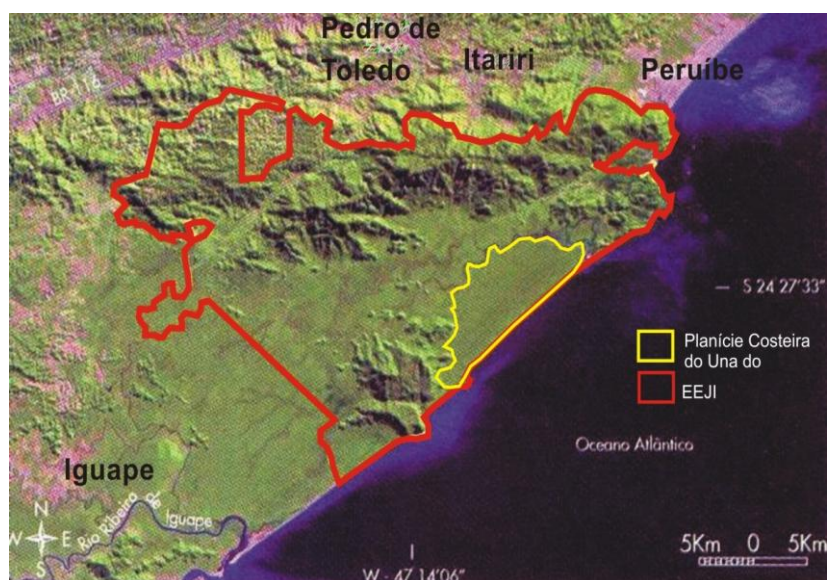 Pedro de
Toledo
Itariri
Peruíbe
BR-116
S 24 27'33"
Planície Costeira
do Una do
EEJI
Oceano Atlântico
Iguape
Rio Ribeira de
Iguape
N
W E
S
5Km 0 5Km
W - 47 14'06"